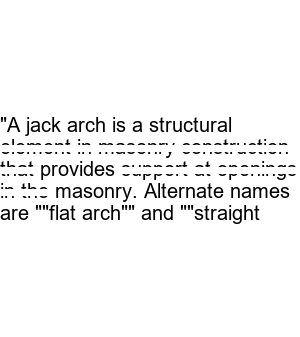 "A jack arch is a structural
element in masonry construction
that provides support at openings
in the masonry. Alternate names
are ""flat arch"" and ""straight